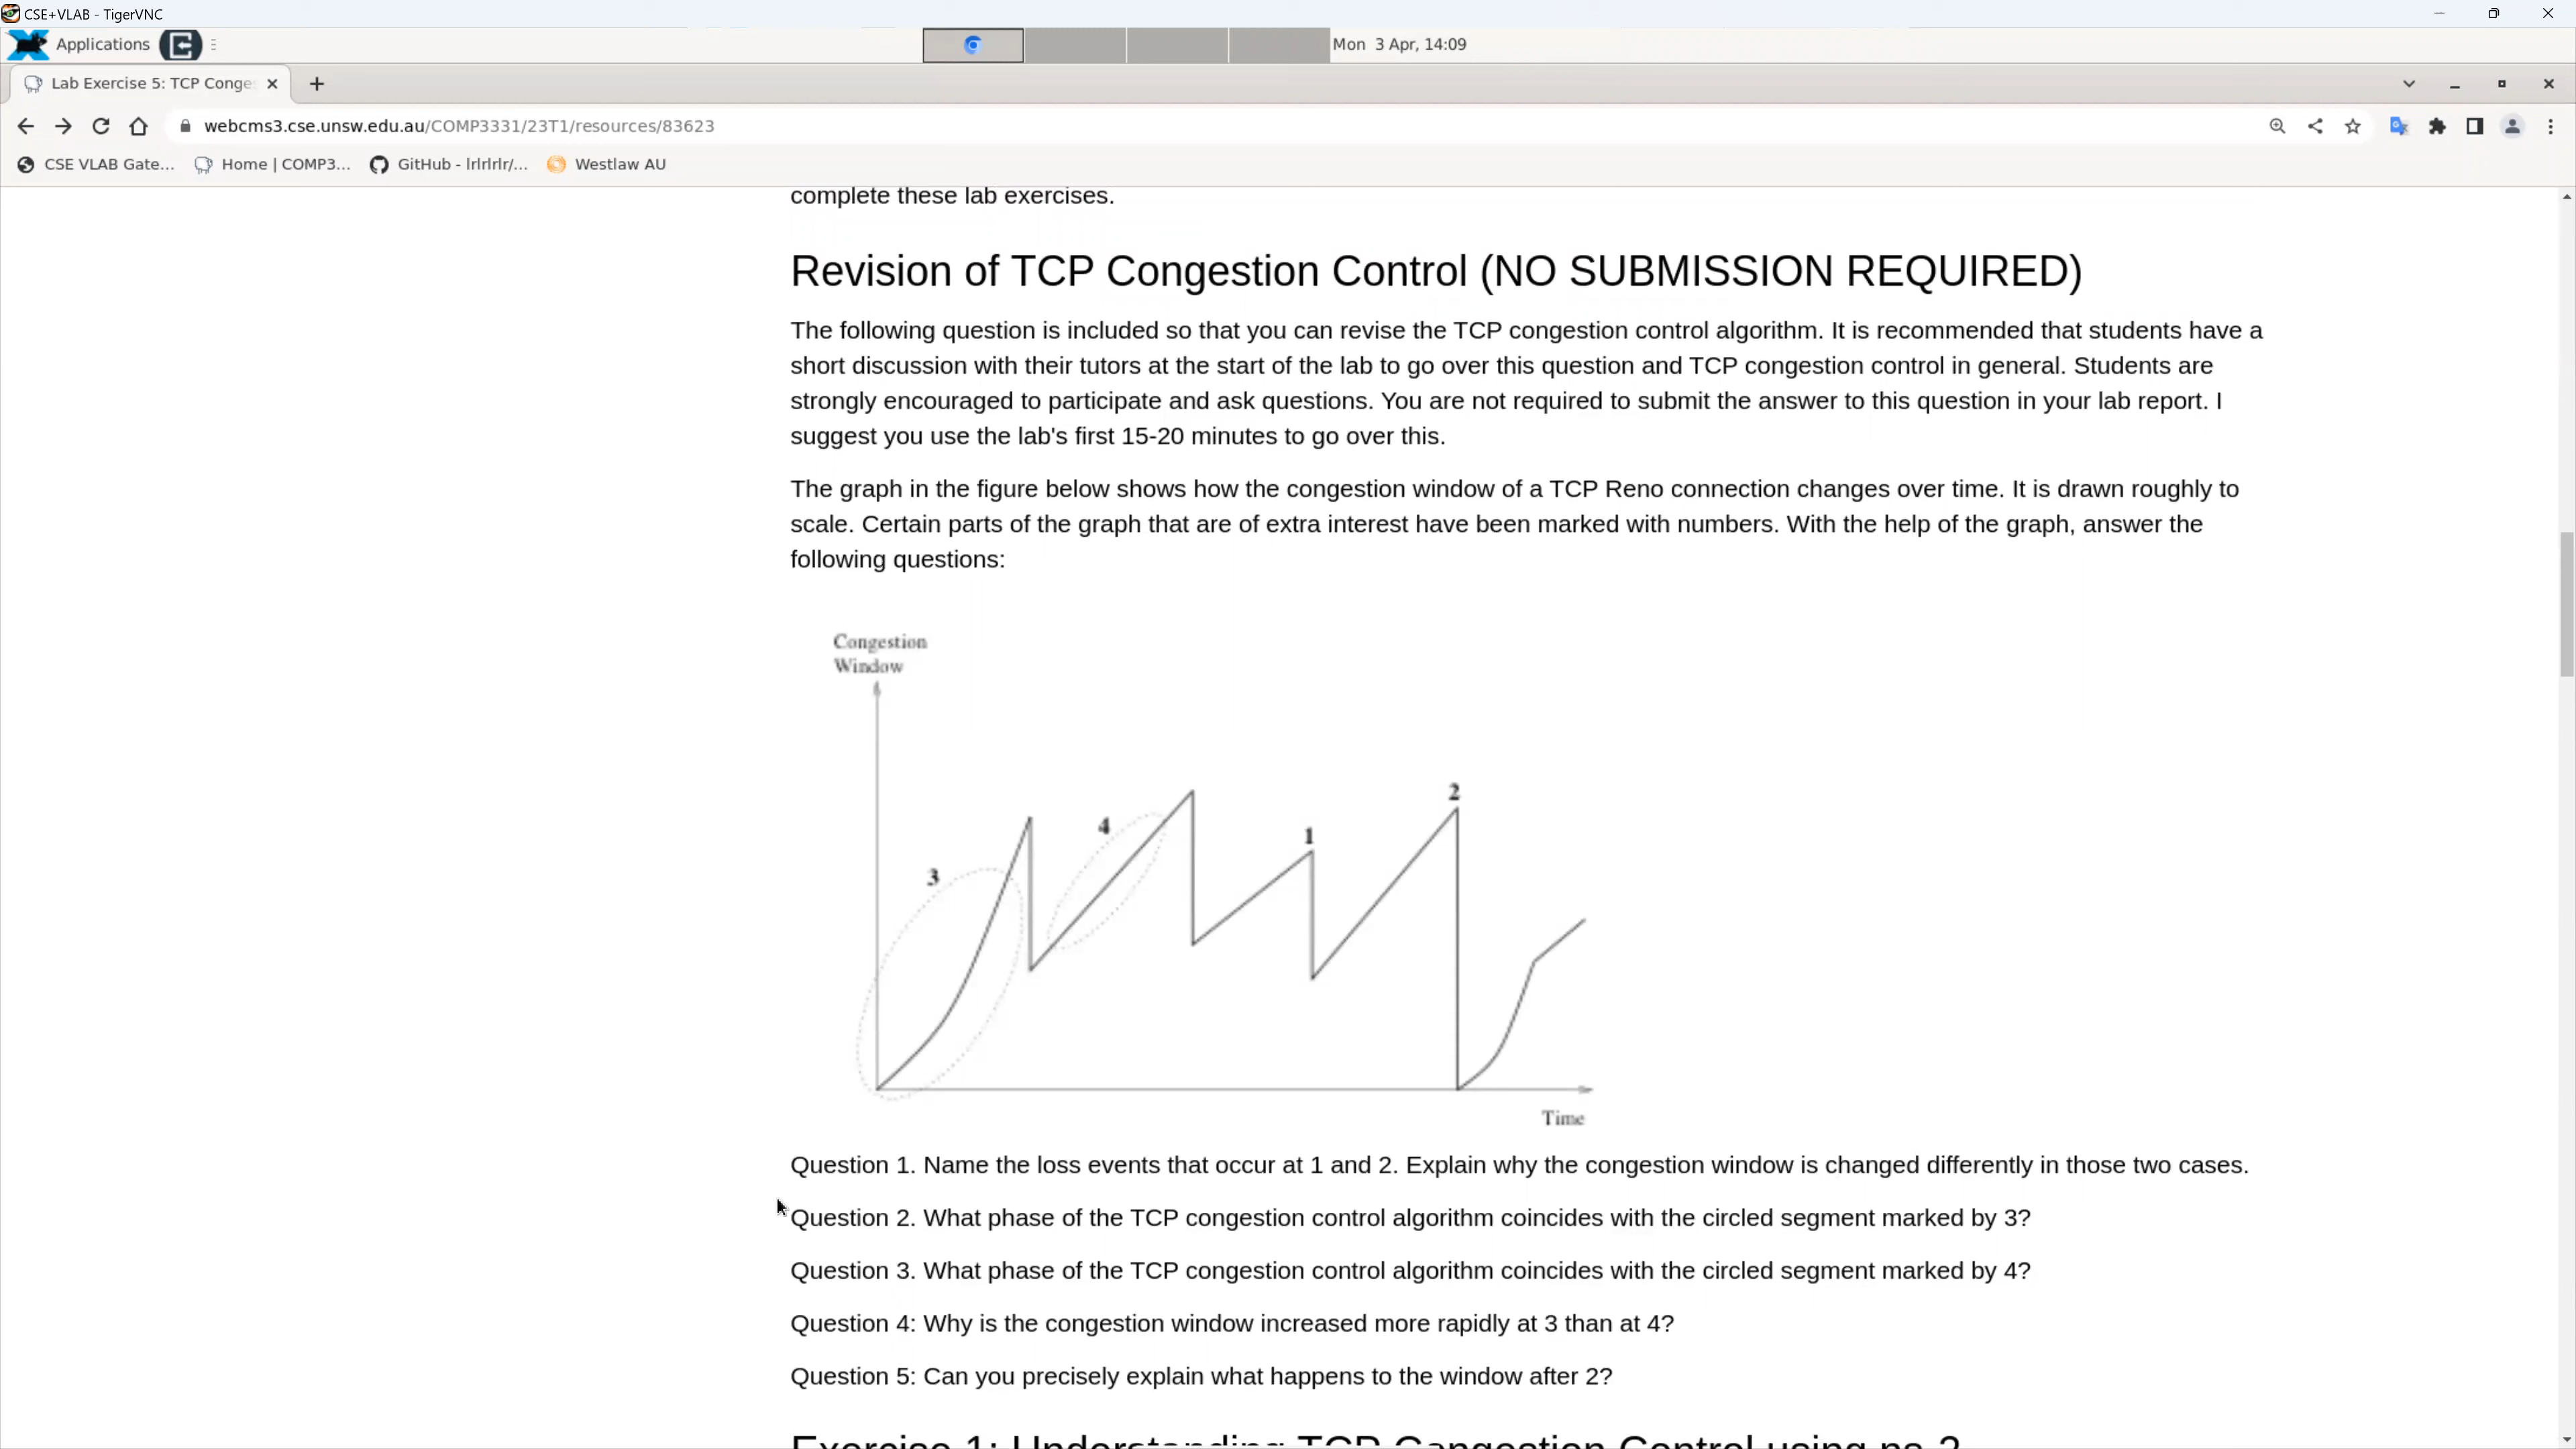 CSE+VLAB - TigerVNC
Applications
Mon 3 Apr, 14:09
Lab Exercise 5: TCP Conge
webcms3.cse.unsw.edu.au/COMP3331/23T1/resources/83623
CSE VLAB Gate... Home | COMP3... GitHub - lrlrlrlr/... Westlaw AU
complete these lab exercises.
Revision of TCP Congestion Control (NO SUBMISSION REQUIRED)
The following question is included so that you can revise the TCP congestion control algorithm. It is recommended that students have a
short discussion with their tutors at the start of the lab to go over this question and TCP congestion control in general. Students are
strongly encouraged to participate and ask questions. You are not required to submit the answer to this question in your lab report. I
suggest you use the lab's first 15-20 minutes to go over this.
The graph in the figure below shows how the congestion window of a TCP Reno connection changes over time. It is drawn roughly to
scale. Certain parts of the graph that are of extra interest have been marked with numbers. With the help of the graph, answer the
following questions:
Congestion
Window
2
4
1
3
Time
Question 1. Name the loss events that occur at 1 and 2. Explain why the congestion window is changed differently in those two cases.
Question 2. What phase of the TCP congestion control algorithm coincides with the circled segment marked by 3?
Question 3. What phase of the TCP congestion control algorithm coincides with the circled segment marked by 4?
Question 4: Why is the congestion window increased more rapidly at 3 than at 4?
Question 5: Can you precisely explain what happens to the window after 2?
Exercise 1: Understanding TCP Congestion Control using ns-2